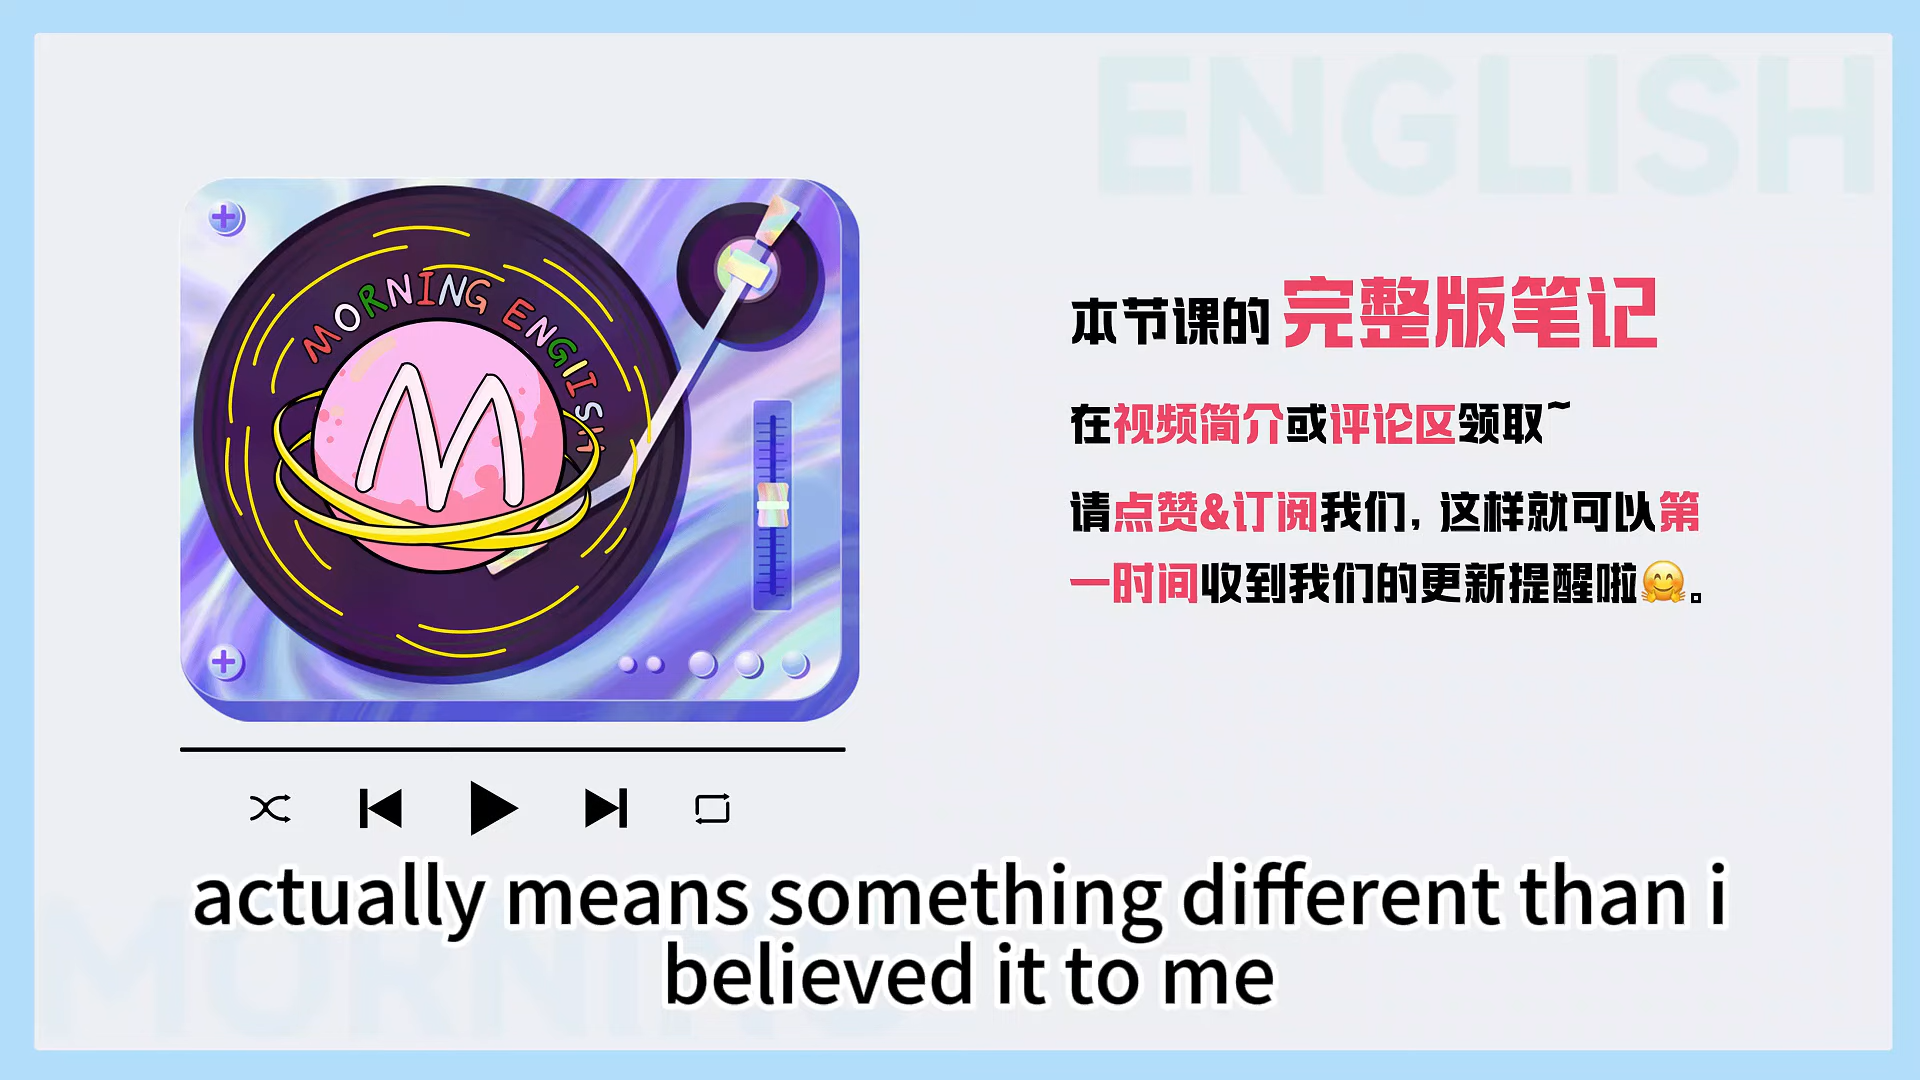 ENGLISH
MORNING ENGLISH
M
本节课的 完整版笔记
在视频简介或评论区领取~
请点赞&订阅我们，这样就可以第
一时间收到我们的更新提醒啦🤗。
MORNING
actually means something different than i
believed it to me